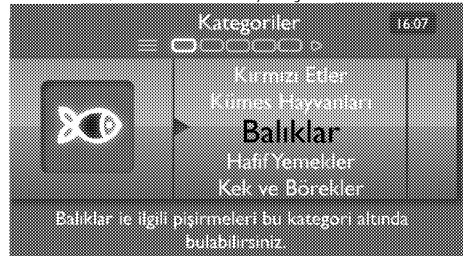 Kategoriler
16:07
Kırmızı Etler
Kümes Hayvanları
Balıklar
Hafif Yemekler
Kek ve Börekler
Balıklar ie ilgili pişirmeleri bu kategori altında
bulabilirsiniz.